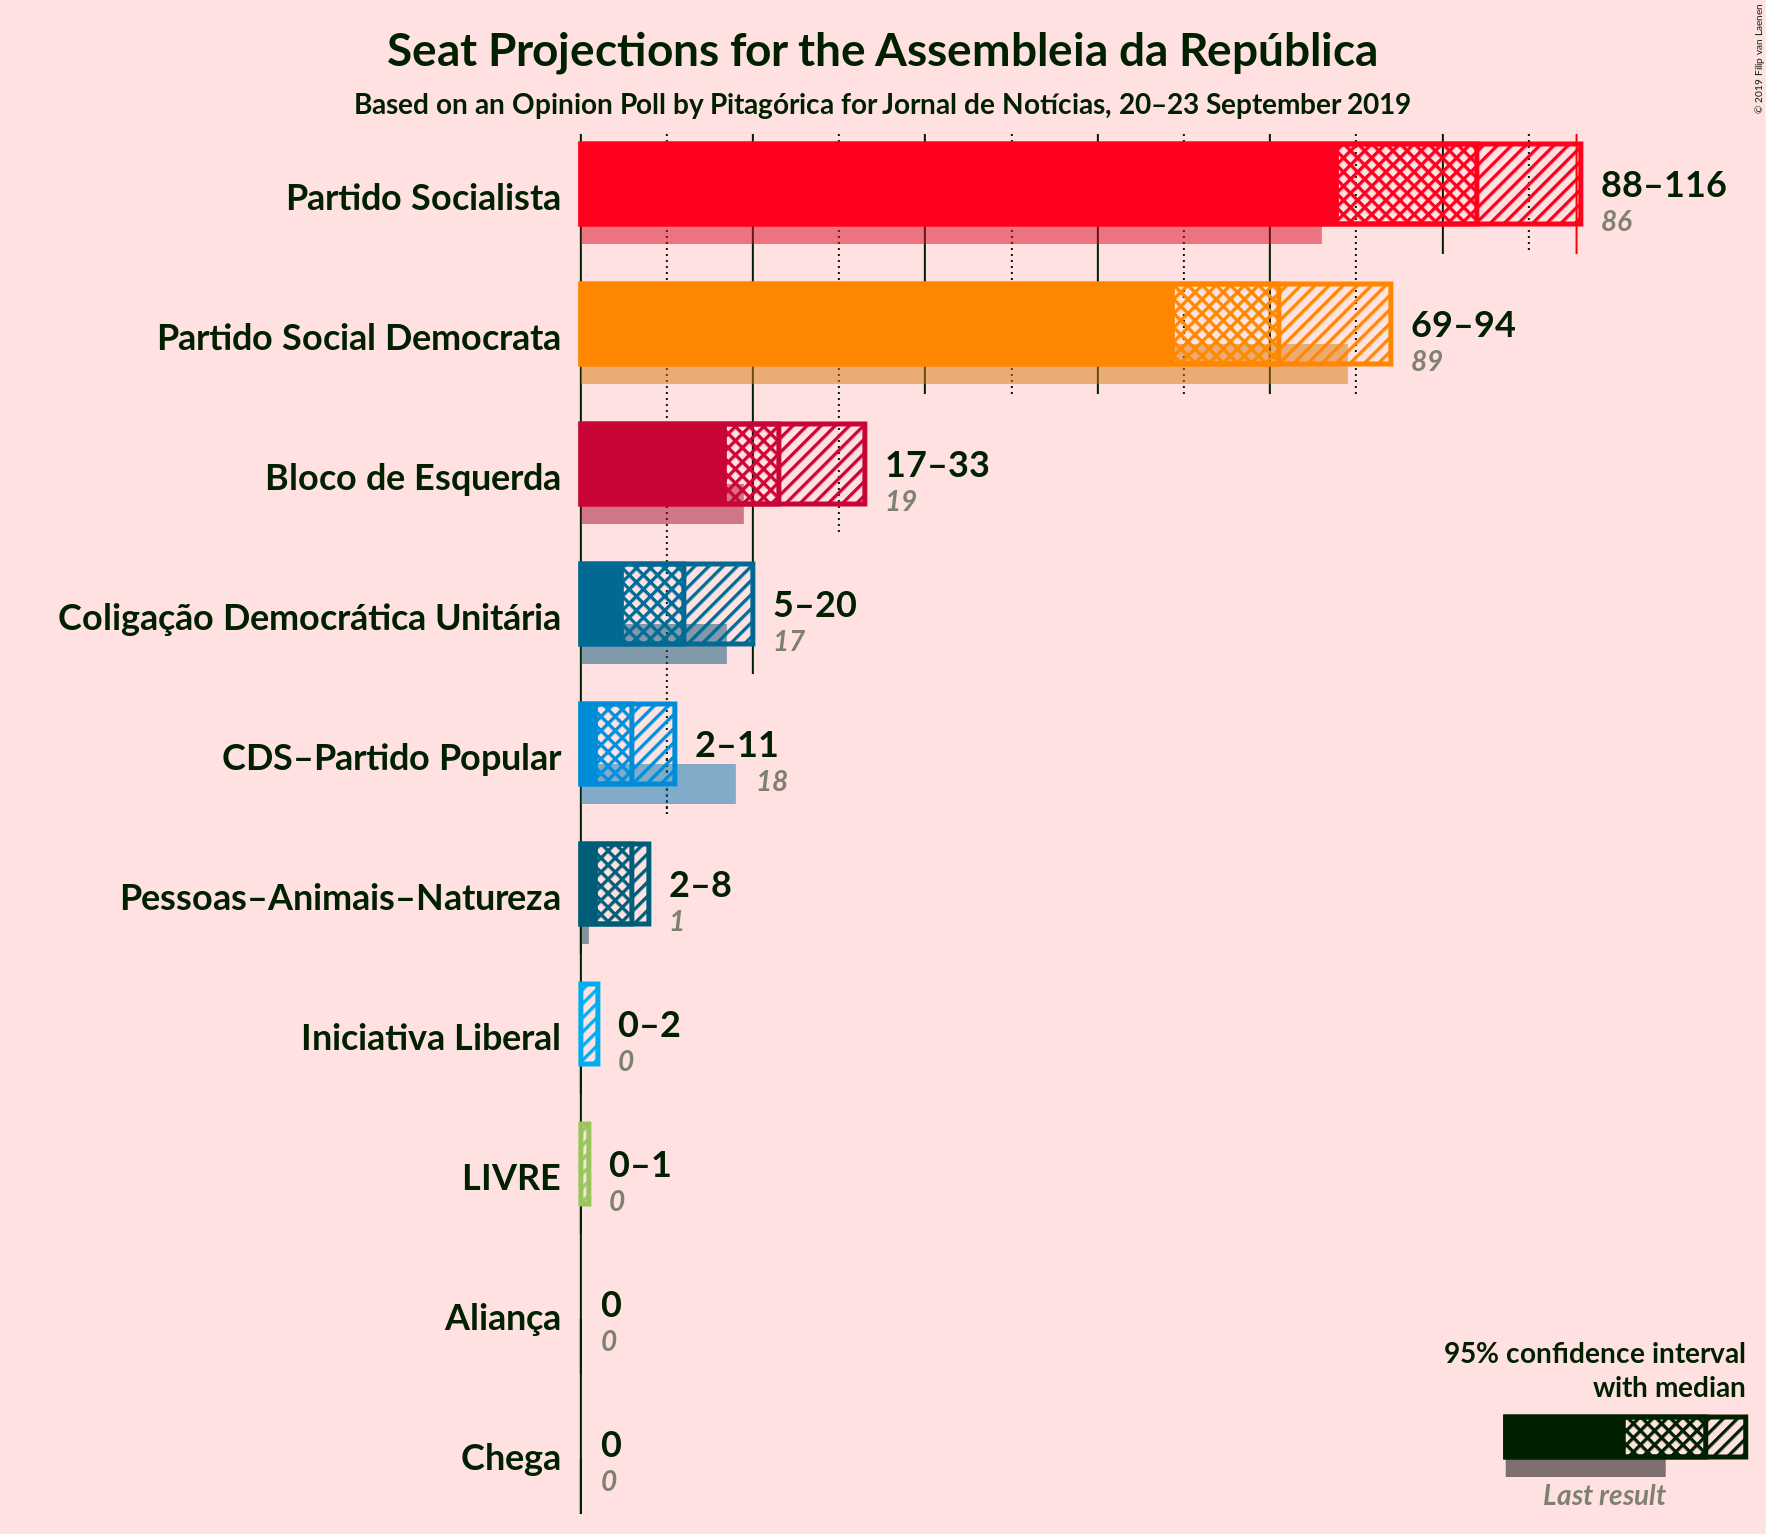 Seat Projections for the Assembleia da República
Based on an Opinion Poll by Pitagórica for Jornal de Notícias, 20–23 September 2019
© 2019 Filip van Laenen
Partido Socialista
88–116
86
Partido Social Democrata
69–94
89
Bloco de Esquerda
17–33
19
Coligação Democrática Unitária
5–20
17
CDS–Partido Popular
2–11
18
Pessoas–Animais–Natureza
2–8
1
Iniciativa Liberal
0–2
0
LIVRE
0–1
0
Aliança
0
0
Chega
0
0
95% confidence interval
with median
Last result